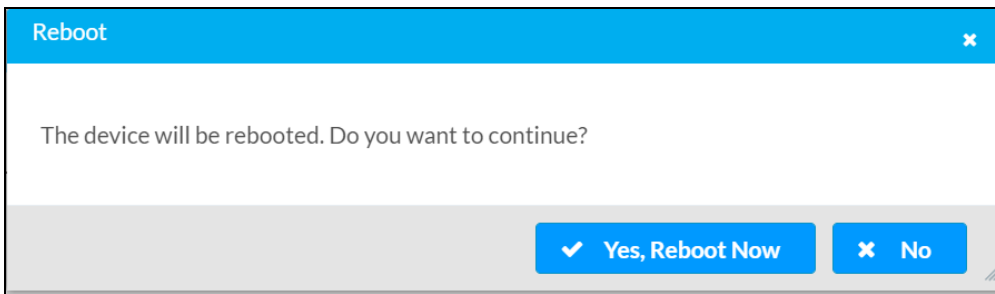 Reboot
The device will be rebooted. Do you want to continue?
Yes, Reboot Now
No